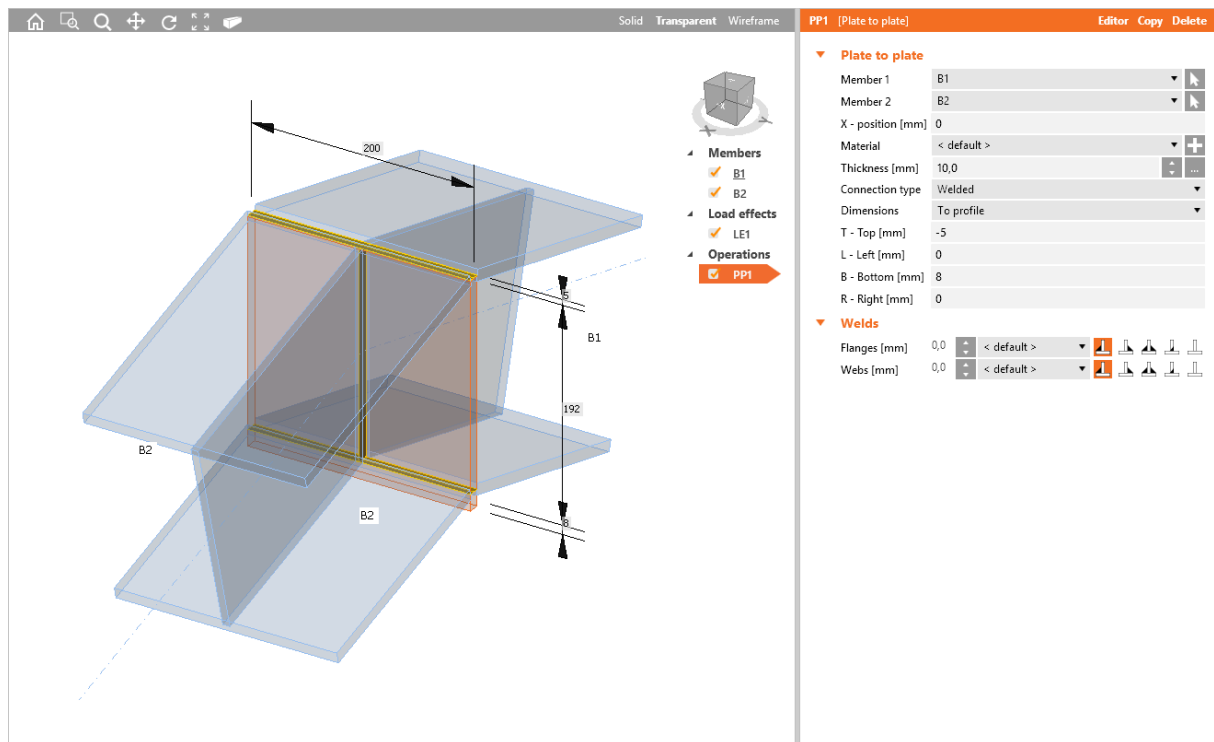 Solid Transparent Wireframe
PP1 [Plate to plate] Editor Copy Delete
200
5
B1
192
B2
B2
8
X
Members
B1
B2
Load effects
LE1
Operations
PP1
Plate to plate
Member 1 B1
Member 2 B2
X - position [mm] 0
Material < default >
Thickness [mm] 10,0 ...
Connection type Welded
Dimensions To profile
T - Top [mm] -5
L - Left [mm] 0
B - Bottom [mm] 8
R - Right [mm] 0
Welds
Flanges [mm] 0,0 < default >
Webs [mm] 0,0 < default >